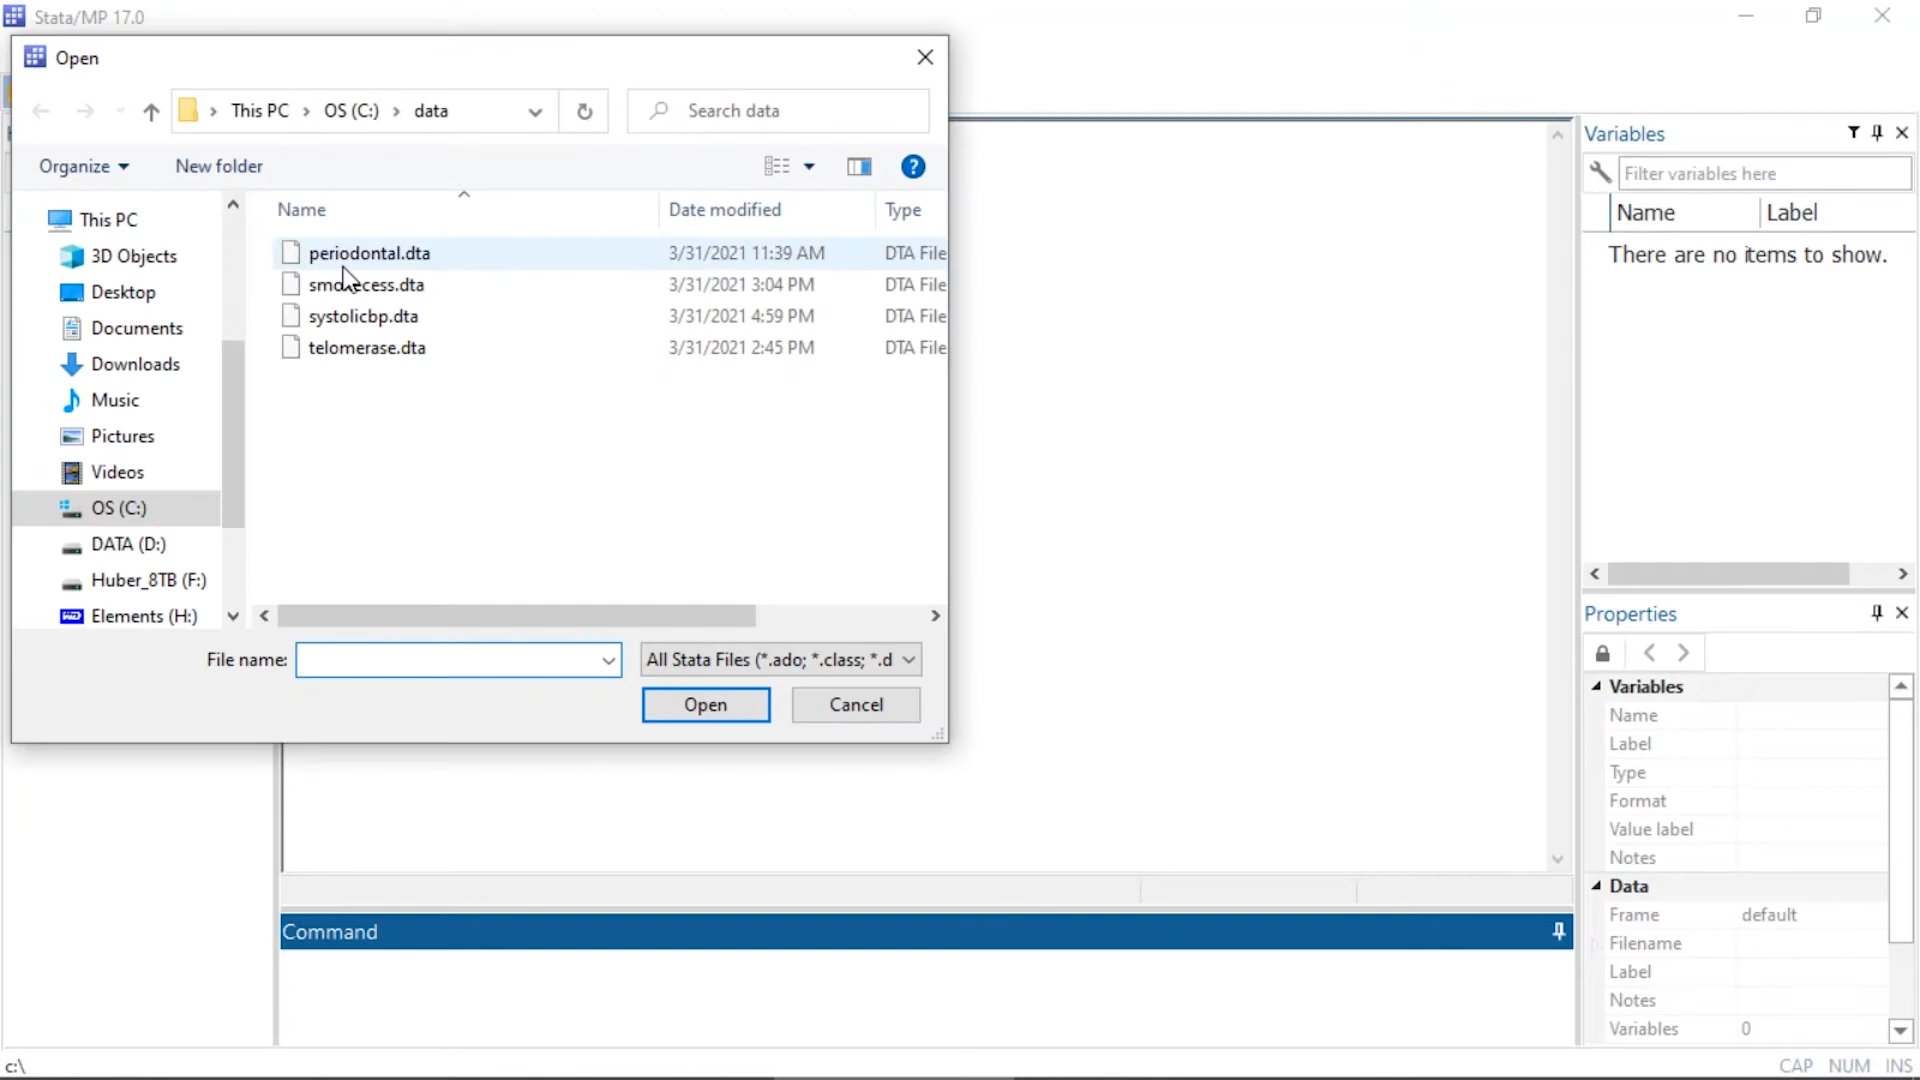 Stata/MP 17.0
Open
This PC > OS (C:) > data
Search data
Organize
New folder
Name
Date modified
Type
This PC
3D Objects
Desktop
Documents
Downloads
Music
Pictures
Videos
OS (C:)
DATA (D:)
Huber_8TB (F:)
WD Elements (H:)
periodontal.dta 3/31/2021 11:39 AM DTA File
3/31/2021 3:04 PM DTA File
systolicbp.dta 3/31/2021 4:59 PM DTA File
telomerase.dta 3/31/2021 2:45 PM DTA File
File name:
All Stata Files (*.ado; *.class; *.d
Open
Cancel
Command
c:\
Variables
Filter variables here
Name
Label
There are no items to show.
Properties
Variables
Name
Label
Type
Format
Value label
Notes
Data
Frame default
Filename
Label
Notes
Variables 0
CAP NUM INS